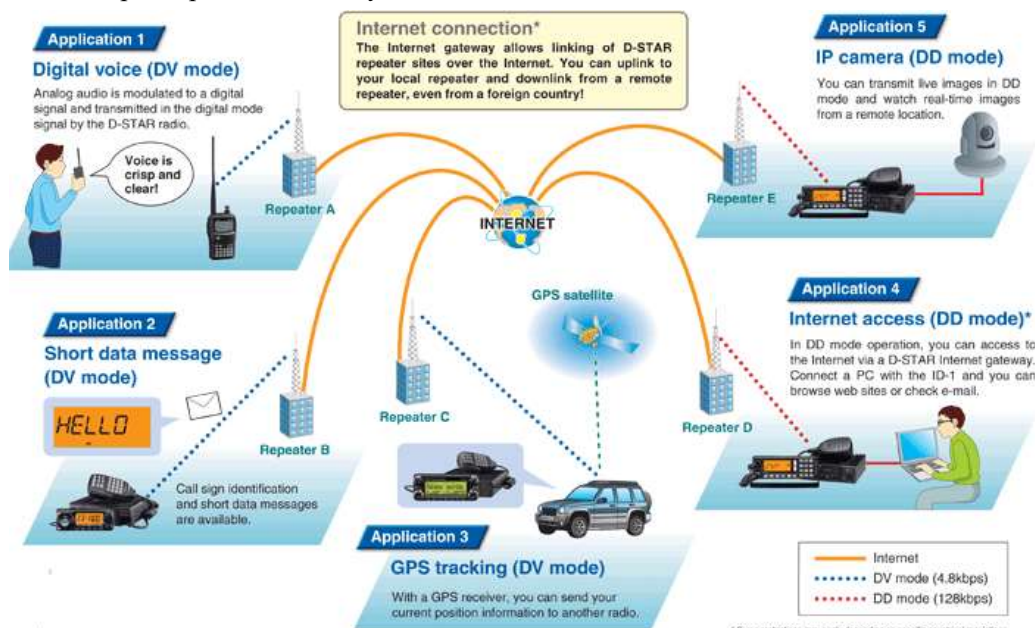 Application 1
Digital voice (DV mode)
Analog audio is modulated to a digital
signal and transmitted in the digital mode
signal by the D-STAR radio.
Voice is
crisp and
clear!
Repeater A
Internet connection*
The Internet gateway allows linking of D-STAR
repeater sites over the Internet. You can uplink to
your local repeater and downlink from a remote
repeater, even from a foreign country!
INTERNET
Application 5
IP camera (DD mode)
You can transmit live images in DD
mode and watch real-time images
from a remote location.
Repeater E
Application 2
Short data message
(DV mode)
HELLO
Repeater B
Call sign identification
and short data messages
are available.
Repeater C
GPS satellite
Application 3
GPS tracking (DV mode)
With a GPS receiver, you can send your
current position information to another radio.
Application 4
Internet access (DD mode)*
In DD mode operation, you can access to
the Internet via a D-STAR Internet gateway.
Connect a PC with the ID-1 and you can
browse web sites or check e-mail.
Repeater D
Internet
DV mode (4.8kbps)
DD mode (128kbps)